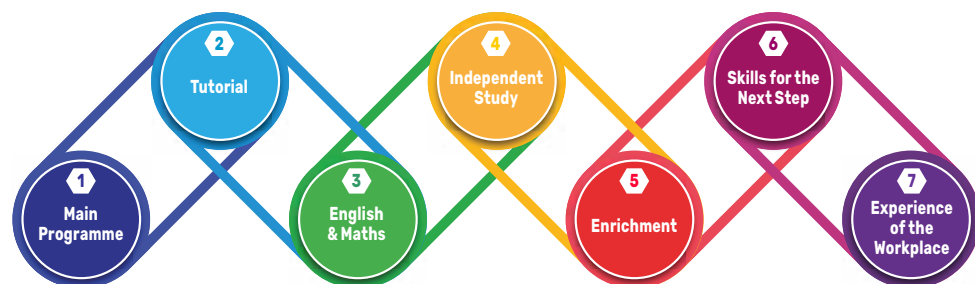 1
Main
Programme
2
Tutorial
3
English
& Maths
4
Independent
Study
5
Enrichment
6
Skills for the
Next Step
7
Experience
of the
Workplace